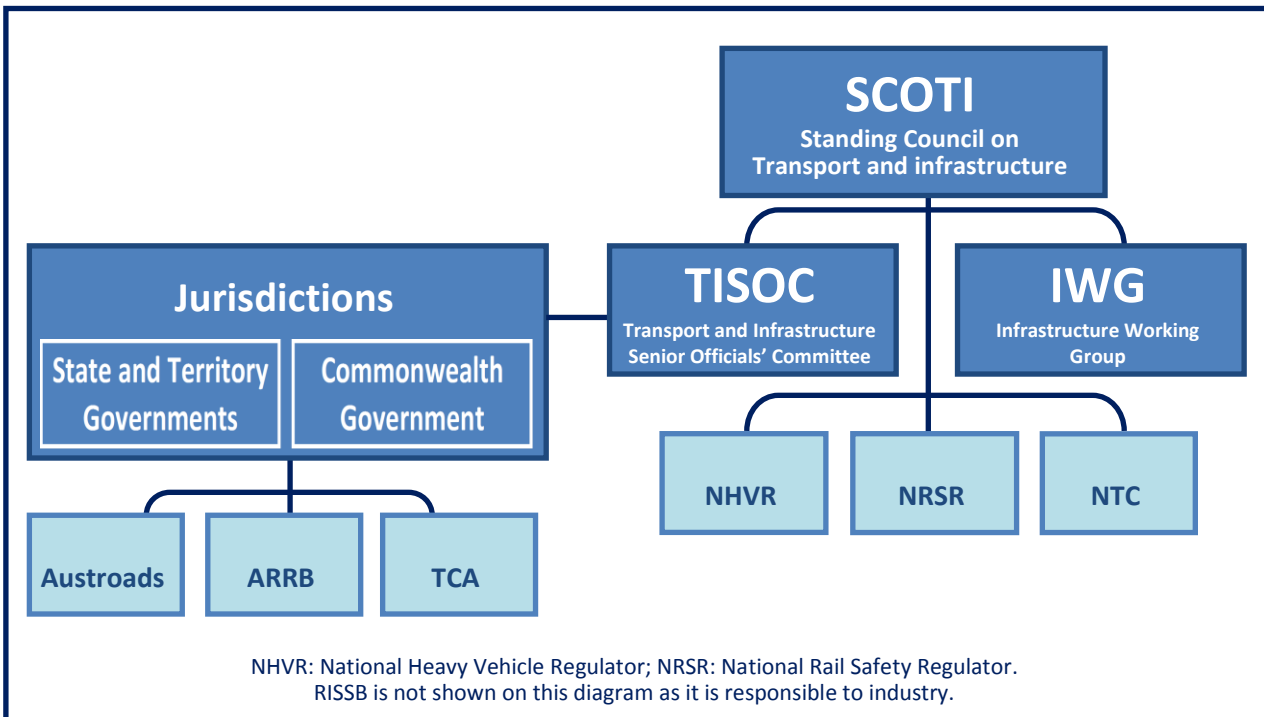 SCOTI
Standing Council on
Transport and infrastructure
Jurisdictions
State and Territory
Governments
Commonwealth
Government
TISOC
Transport and Infrastructure
Senior Officials’ Committee
IWG
Infrastructure Working
Group
NHVR
NRSR
NTC
Austroads
ARRB
TCA
NHVR: National Heavy Vehicle Regulator; NRSR: National Rail Safety Regulator.
RISSB is not shown on this diagram as it is responsible to industry.